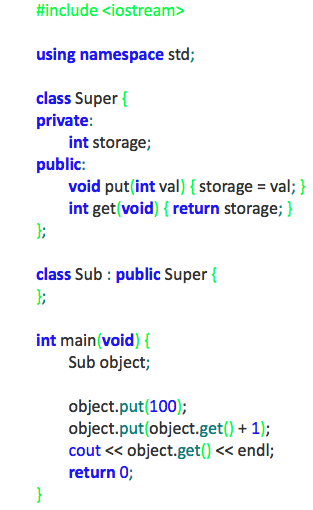 #include <iostream>
using namespace std;
class Super {
private:
int storage;
public:
void put(int val) { storage = val; }
int get(void) { return storage; }
};
class Sub : public Super {
};
int main(void) {
Sub object;
object.put(100);
object.put(object.get() + 1);
cout << object.get() << endl;
return 0;
}